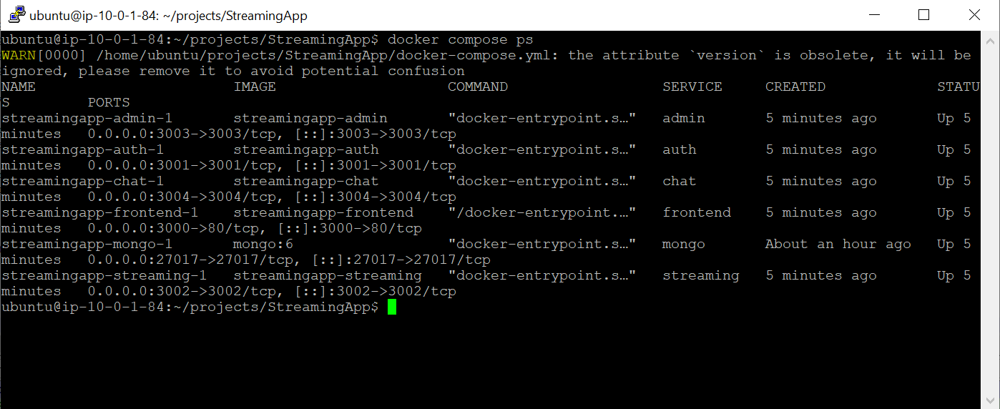 ubuntu@ip-10-0-1-84: ~/projects/StreamingApp
ubuntu@ip-10-0-1-84:~/projects/StreamingApp$ docker compose ps
WARN[0000] /home/ubuntu/projects/StreamingApp/docker-compose.yml: the attribute `version` is obsolete, it will be
ignored, please remove it to avoid potential confusion
NAME                       IMAGE                    COMMAND                  SERVICE     CREATED             STATU
S         PORTS
streamingapp-admin-1       streamingapp-admin       "docker-entrypoint.s…"   admin       5 minutes ago       Up 5
minutes   0.0.0.0:3003->3003/tcp, [::]:3003->3003/tcp
streamingapp-auth-1        streamingapp-auth        "docker-entrypoint.s…"   auth        5 minutes ago       Up 5
minutes   0.0.0.0:3001->3001/tcp, [::]:3001->3001/tcp
streamingapp-chat-1        streamingapp-chat        "docker-entrypoint.s…"   chat        5 minutes ago       Up 5
minutes   0.0.0.0:3004->3004/tcp, [::]:3004->3004/tcp
streamingapp-frontend-1    streamingapp-frontend    "/docker-entrypoint.…"   frontend    5 minutes ago       Up 5
minutes   0.0.0.0:3000->80/tcp, [::]:3000->80/tcp
streamingapp-mongo-1       mongo:6                  "docker-entrypoint.s…"   mongo       About an hour ago   Up 5
minutes   0.0.0.0:27017->27017/tcp, [::]:27017->27017/tcp
streamingapp-streaming-1   streamingapp-streaming   "docker-entrypoint.s…"   streaming   5 minutes ago       Up 5
minutes   0.0.0.0:3002->3002/tcp, [::]:3002->3002/tcp
ubuntu@ip-10-0-1-84:~/projects/StreamingApp$